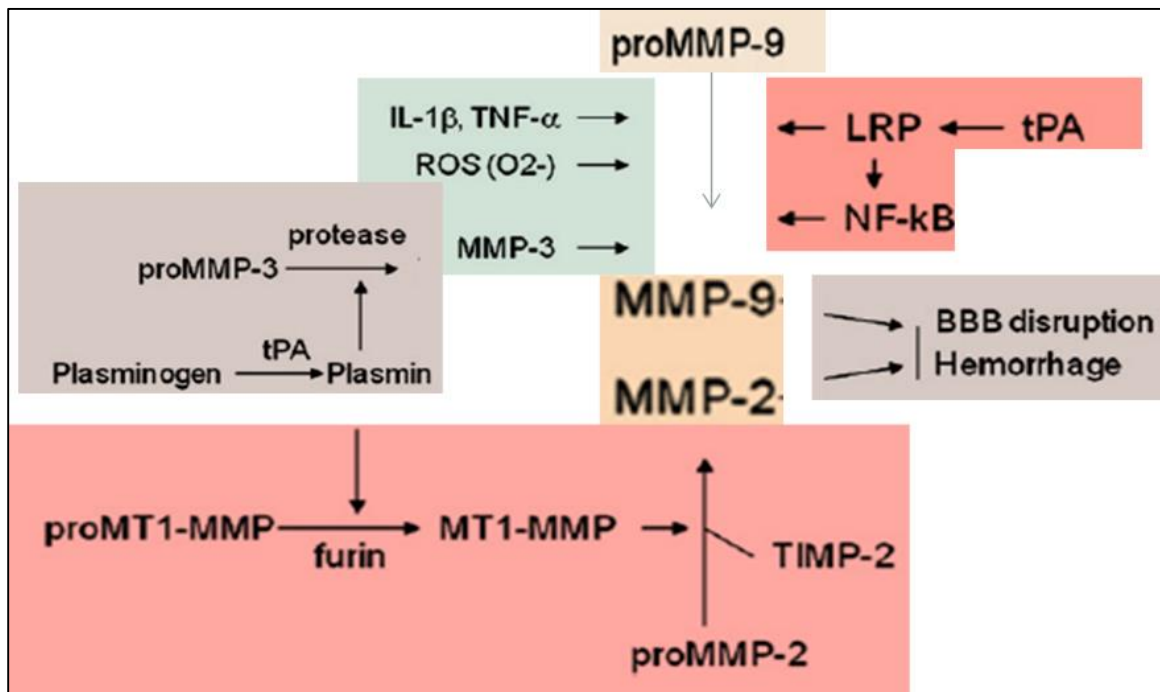 proMMP-9
IL-1β, TNF-α
ROS (O2-)
MMP-3
LRP
tPA
NF-kB
protease
proMMP-3
tPA
Plasminogen
Plasmin
MMP-9
MMP-2
BBB disruption
Hemorrhage
proMT1-MMP
furin
MT1-MMP
TIMP-2
proMMP-2